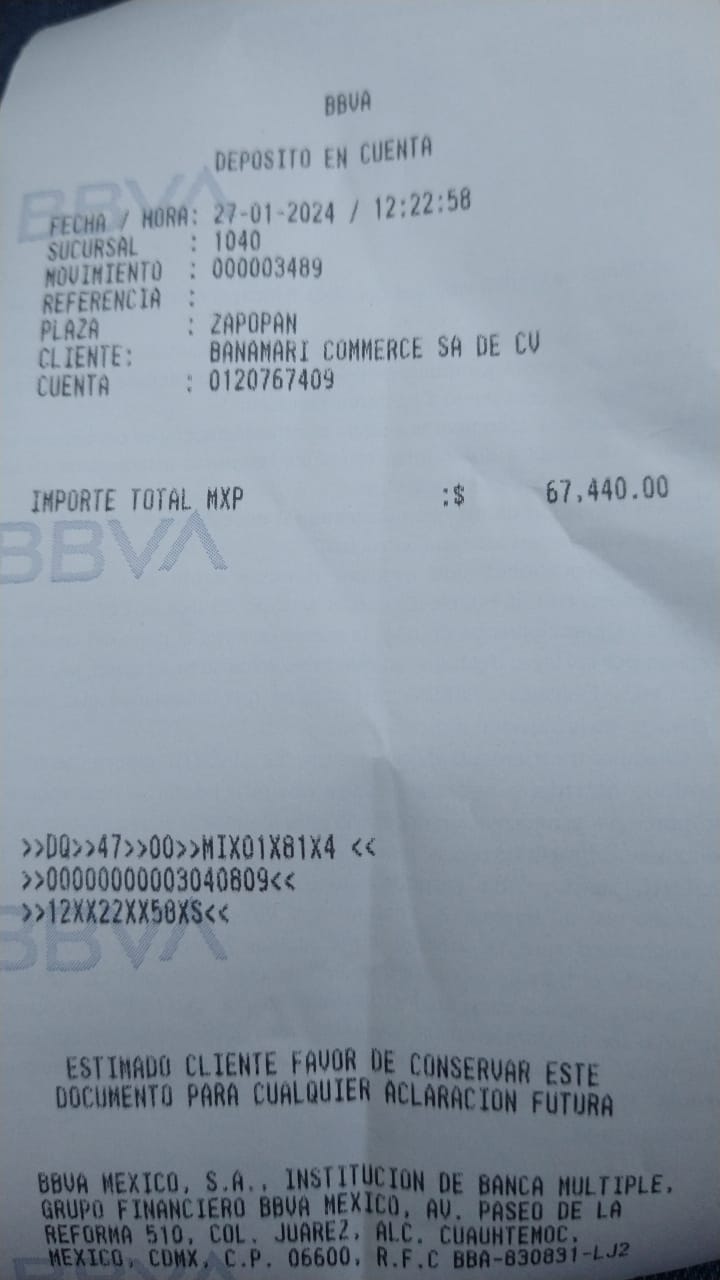 BBVA
DEPOSITO EN CUENTA
FECHA / HORA: 27-01-2024 / 12:22:58
SUCURSAL : 1040
MOVIMIENTO : 000003489
REFERENCIA :
PLAZA : ZAPOPAN
CLIENTE: BANAMARI COMMERCE SA DE CV
CUENTA : 0120767409
IMPORTE TOTAL MXP :$ 67,440.00
BBVA
>>DQ>>47>>00>>MIX01X81X4 <<
>>00000000003040809<<
>>12XX22XX58XS<<
BBVA
ESTIMADO CLIENTE FAVOR DE CONSERVAR ESTE
DOCUMENTO PARA CUALQUIER ACLARACION FUTURA
BBVA MEXICO, S.A., INSTITUCION DE BANCA MULTIPLE,
GRUPO FINANCIERO BBVA MEXICO, AV. PASEO DE LA
REFORMA 510, COL. JUAREZ, ALC. CUAUHTEMOC,
MEXICO, CDMX, C.P. 06600, R.F.C BBA-830831-LJ2